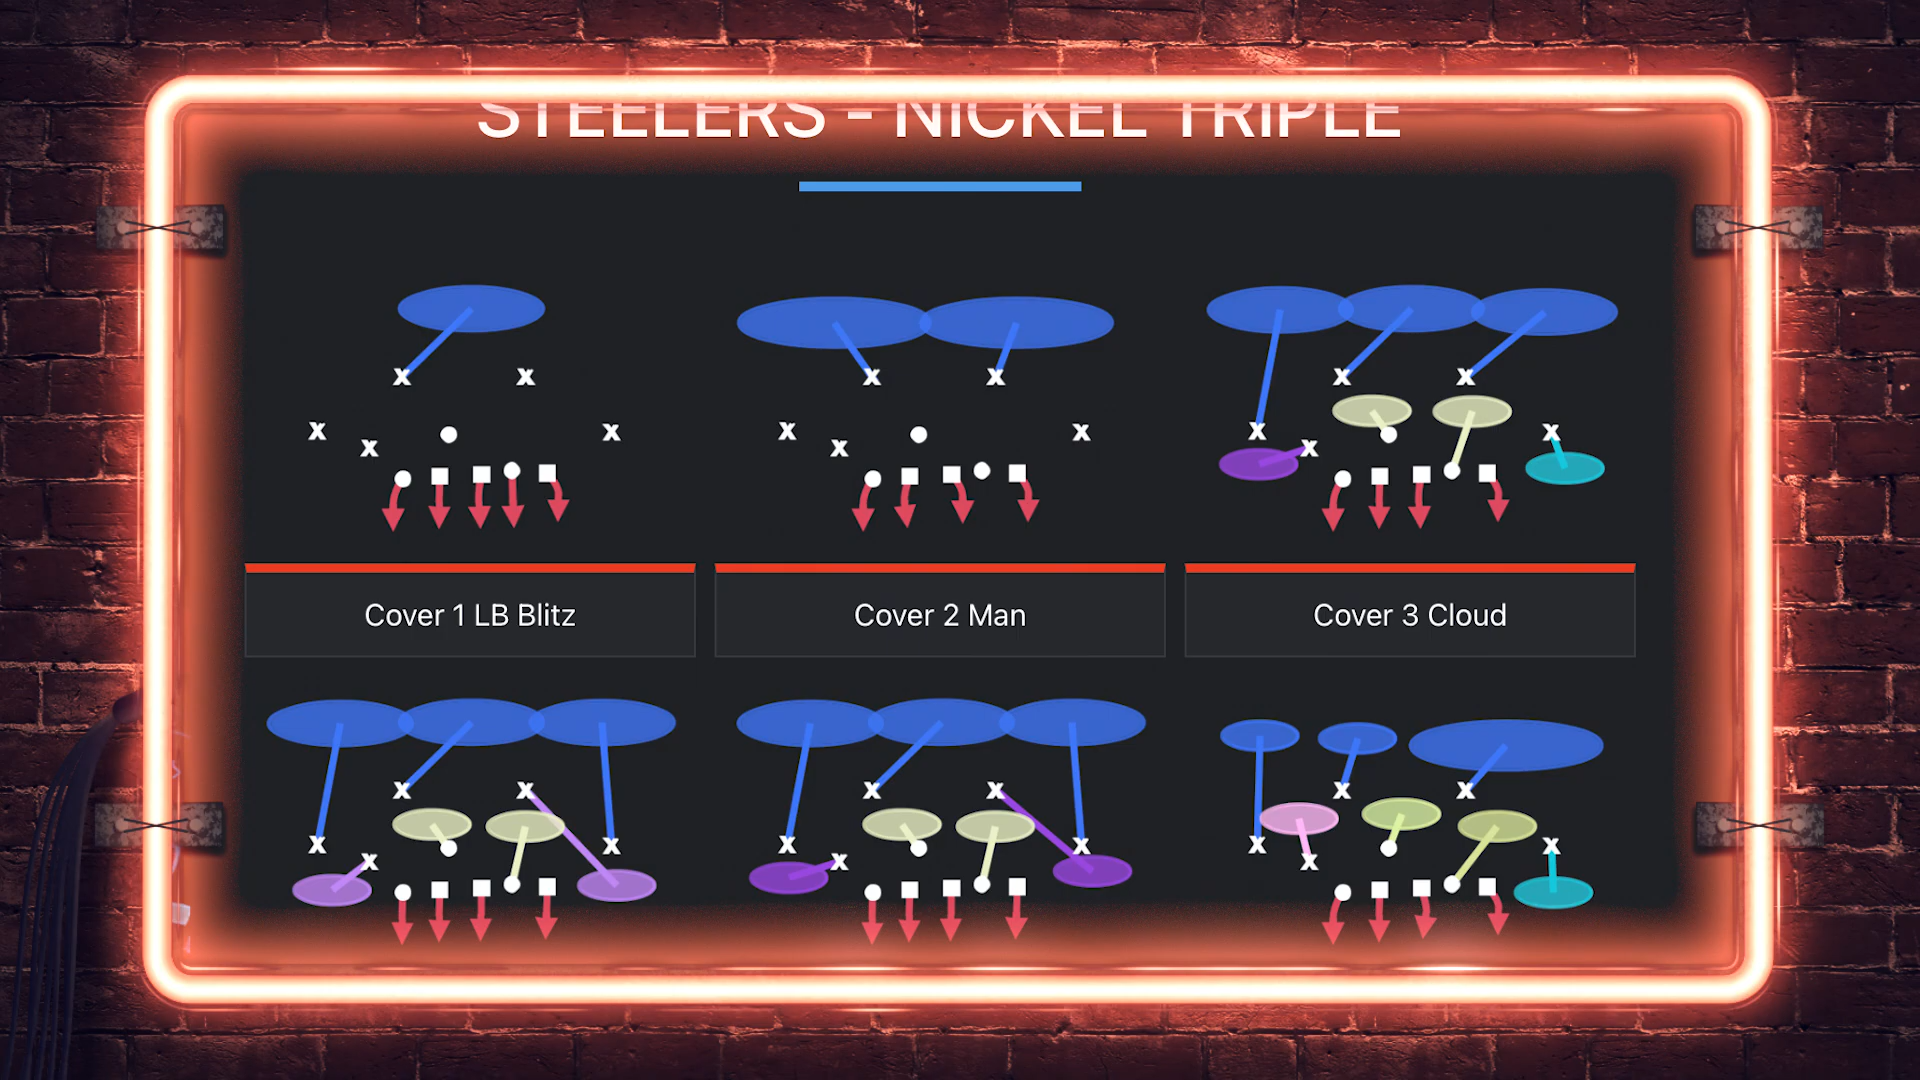 STEELERS - NICKEL TRIPLE
Cover 1 LB Blitz
Cover 2 Man
Cover 3 Cloud